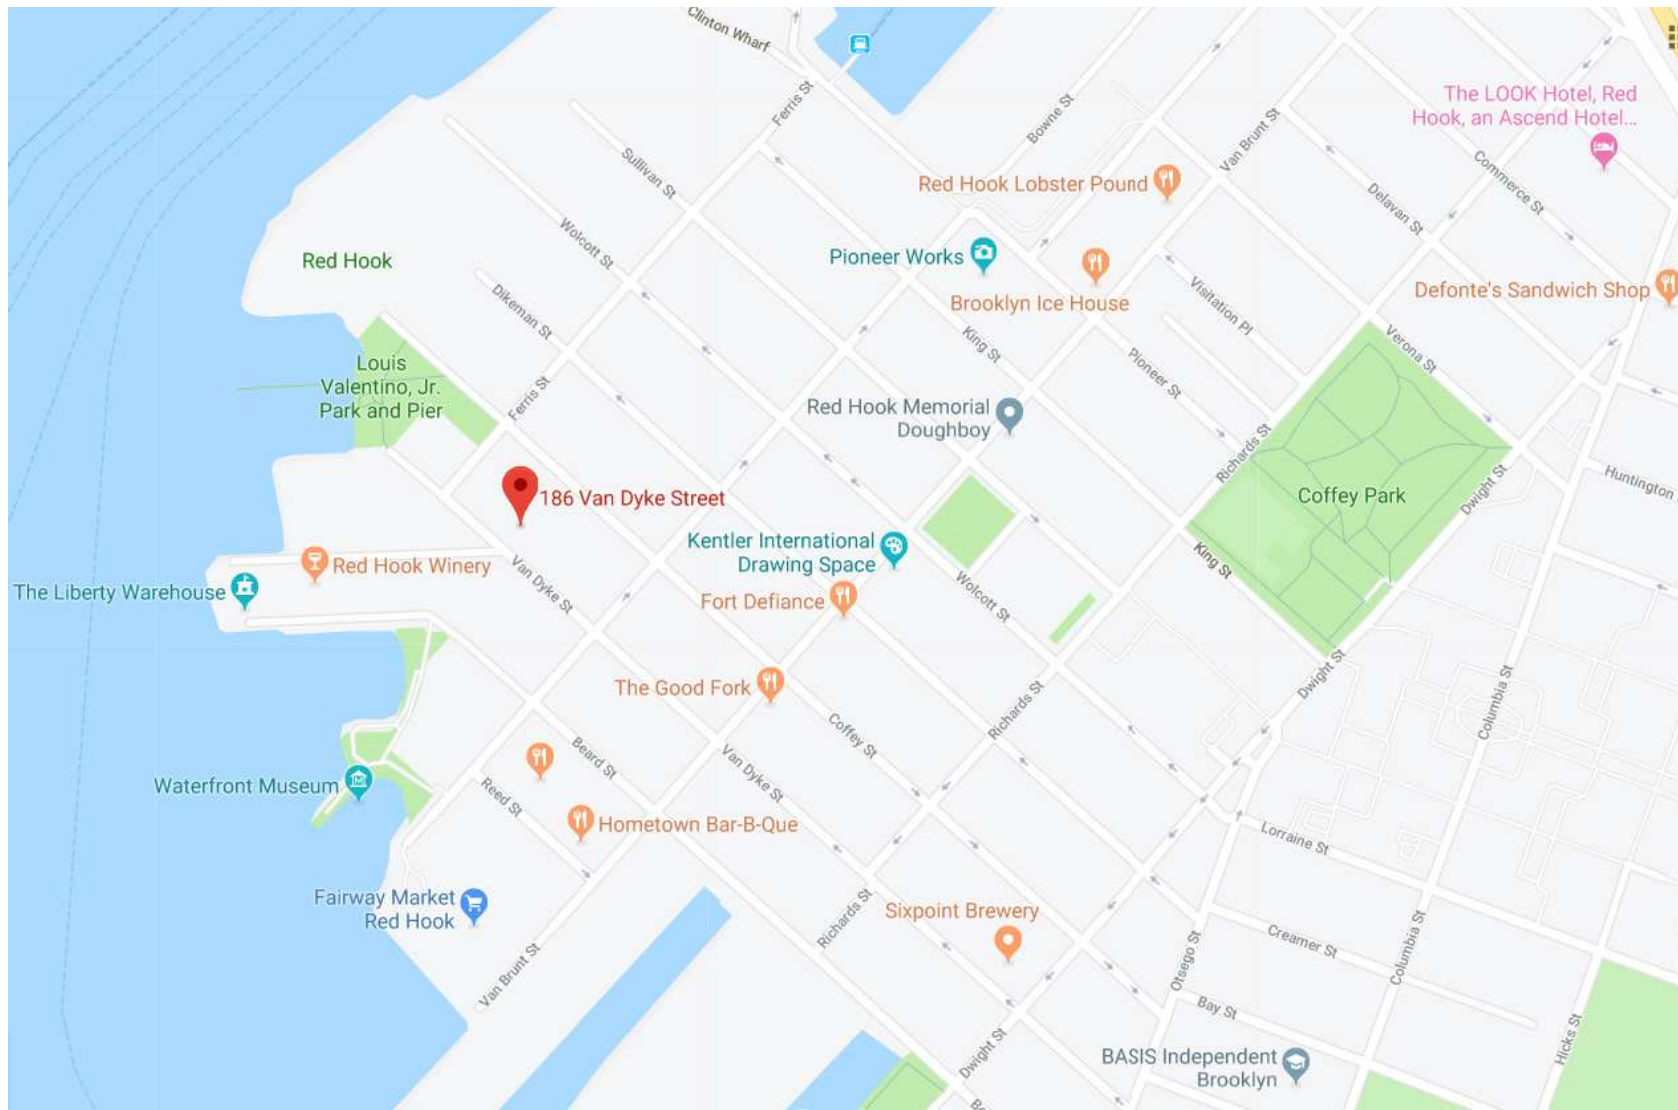 Clinton Wharf
Ferris St
Bowne St
Van Brunt St
The LOOK Hotel, Red
Hook, an Ascend Hotel...
Sullivan St
Commerce St
Red Hook Lobster Pound
Delavan St
Wolcott St
Red Hook
Pioneer Works
Brooklyn Ice House
Visitation Pl
Defonte's Sandwich Shop
Dikeman St
King St
Verona St
Pioneer St
Louis
Valentino, Jr.
Park and Pier
Ferris St
Red Hook Memorial
Doughboy
Richards St
Coffey Park
Dwight St
Huntington
186 Van Dyke Street
Kentler International
Drawing Space
King St
Red Hook Winery
Van Dyke St
The Liberty Warehouse
Fort Defiance
Wolcott St
Dwight St
The Good Fork
Richards St
Columbia St
Coffey St
Beard St
Van Dyke St
Waterfront Museum
Reed St
Hometown Bar-B-Que
Lorraine St
Fairway Market
Red Hook
Richards St
Sixpoint Brewery
Creamer St
Columbia St
Otsego St
Van Brunt St
Bay St
Hicks St
Dwight St
BASIS Independent
Brooklyn